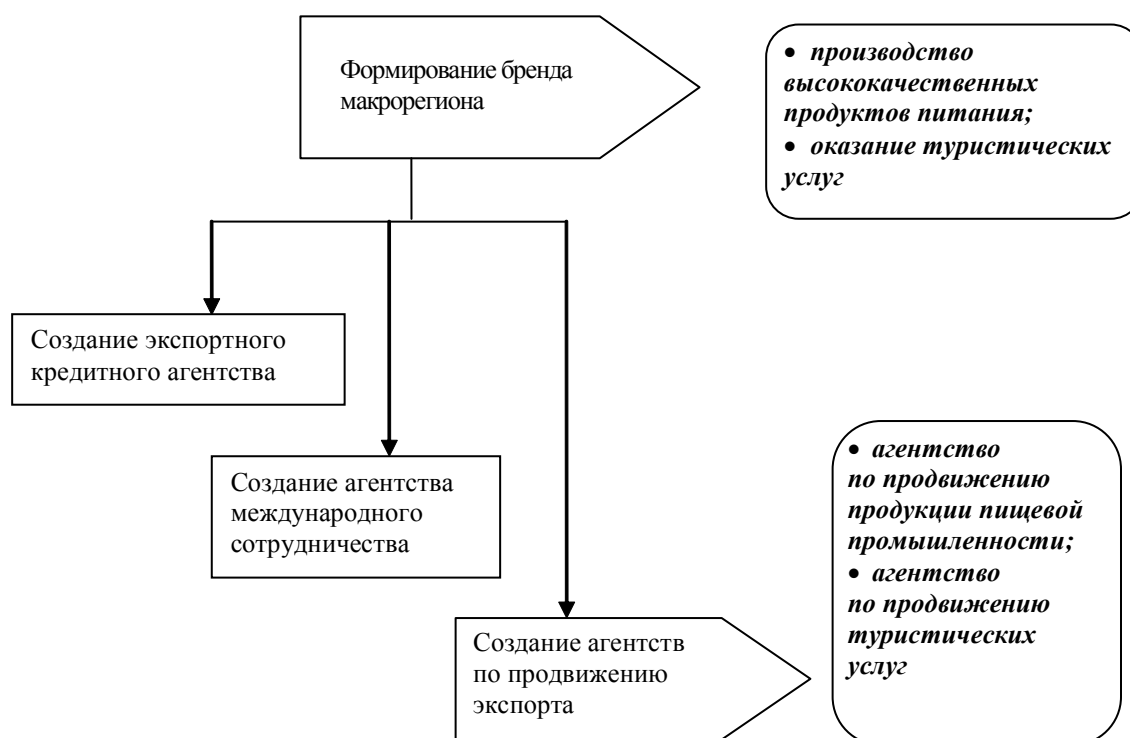 Формирование бренда
макрорегиона
• производство
высококачественных
продуктов питания;
• оказание туристических
услуг
Создание экспортного
кредитного агентства
Создание агентства
международного
сотрудничества
Создание агентств
по продвижению
экспорта
• агентство
по продвижению
продукции пищевой
промышленности;
• агентство
по продвижению
туристических
услуг